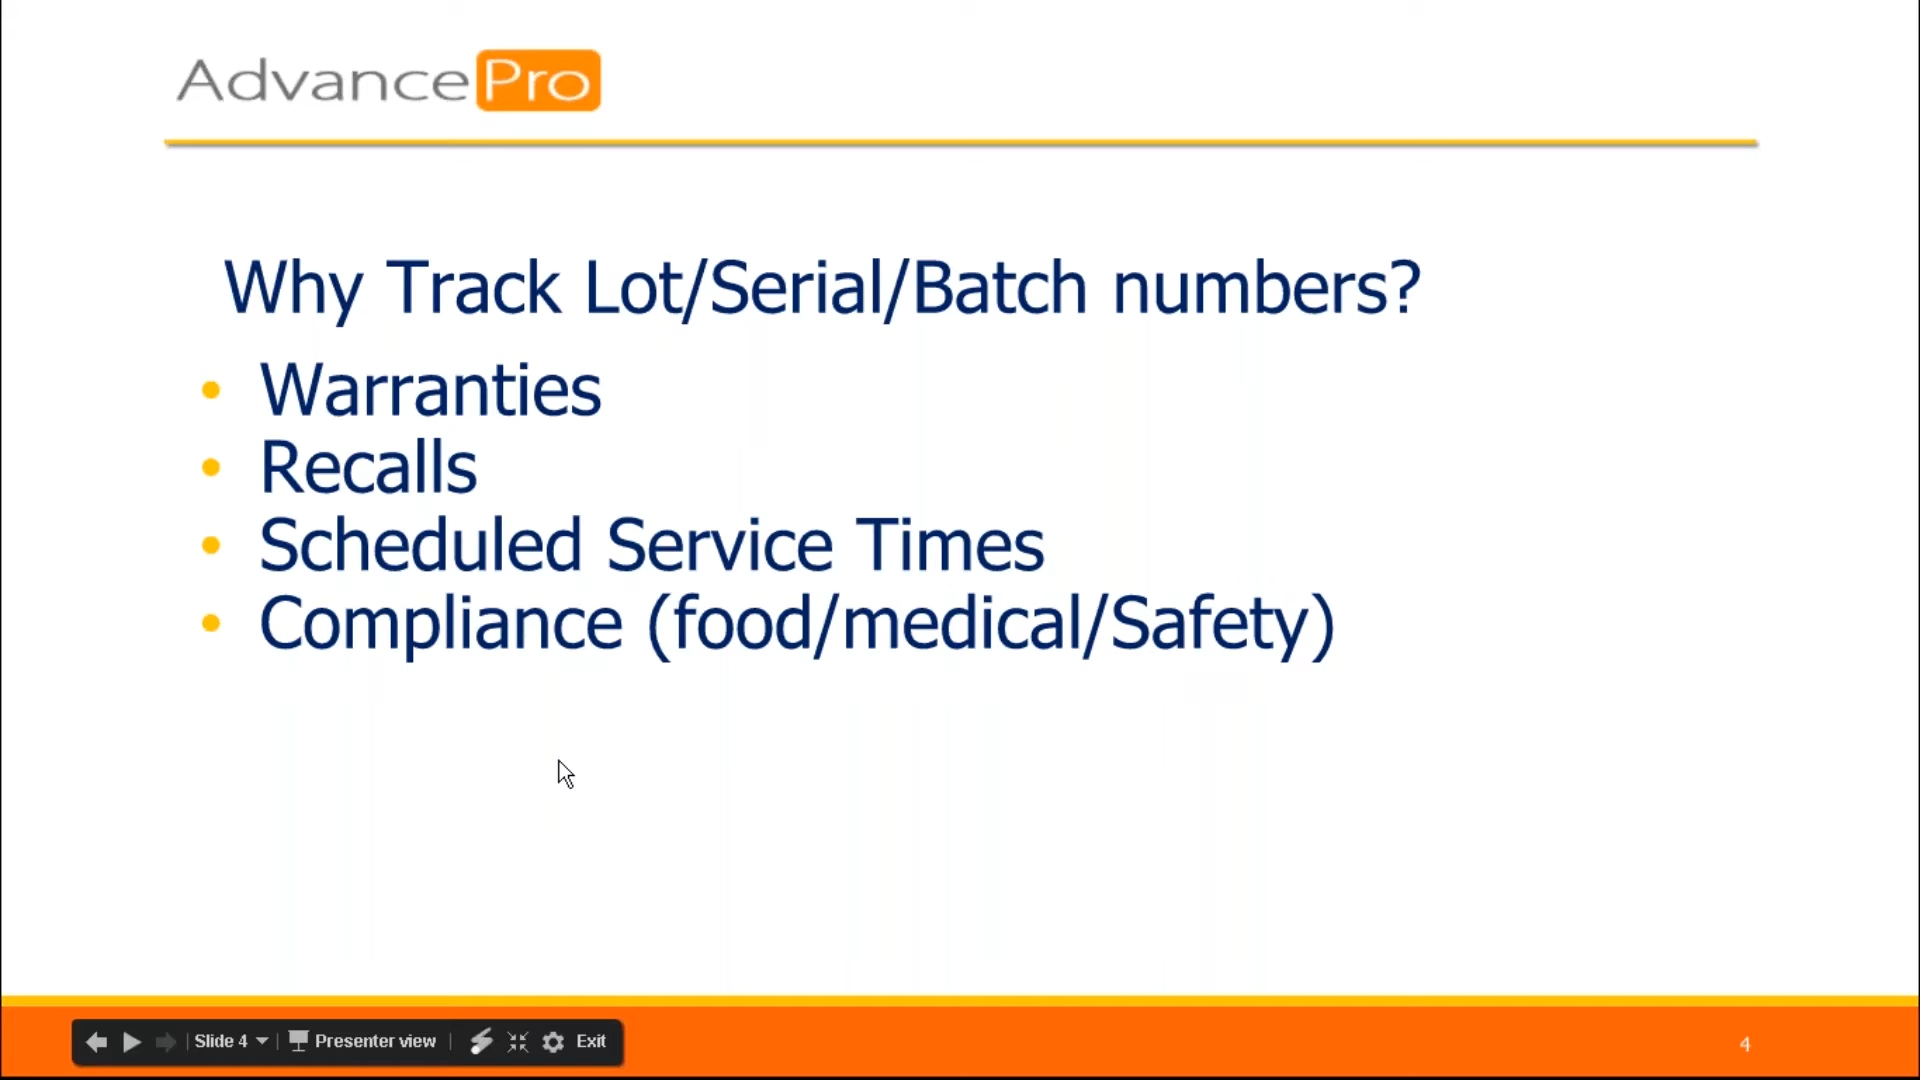 AdvancePro
Why Track Lot/Serial/Batch numbers?
• Warranties
• Recalls
• Scheduled Service Times
• Compliance (food/medical/Safety)
Slide 4 Presenter view Exit
4